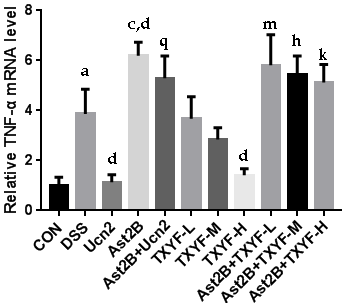 Relative TNF-α mRNA level
8
6
4
2
0
a
d
c,d
q
d
m
h
k
CON
DSS
Ucn2
Ast2B
Ast2B+Ucn2
TXYF-L
TXYF-M
TXYF-H
Ast2B+TXYF-L
Ast2B+TXYF-M
Ast2B+TXYF-H